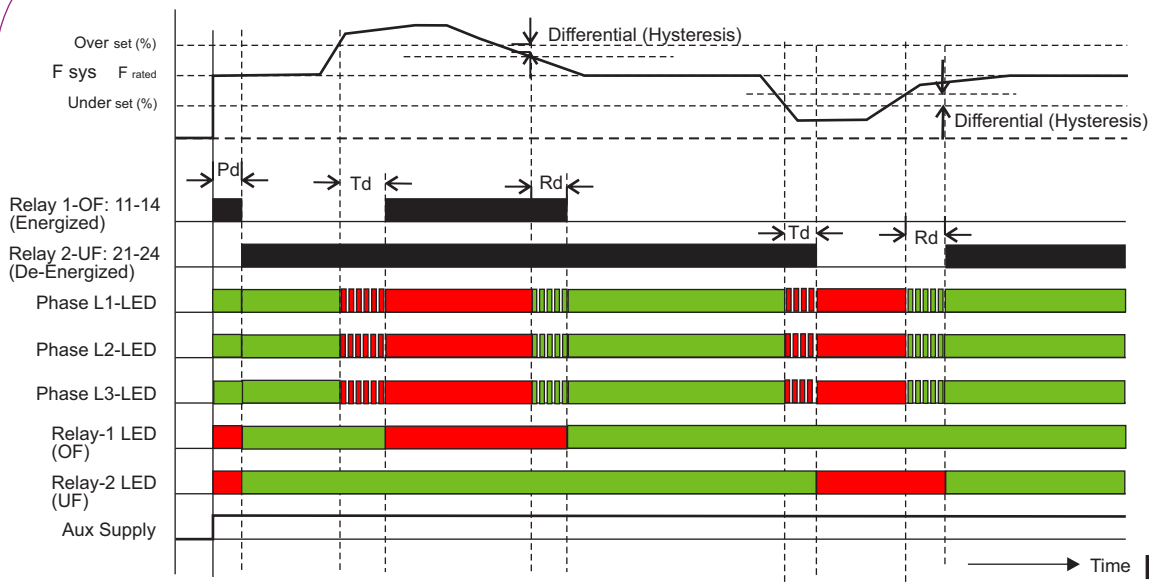 Over set (%)
Differential (Hysteresis)
F sys F rated
Under set (%)
Differential (Hysteresis)
Pd
Td
Rd
Relay 1-OF: 11-14
(Energized)
Td
Rd
Relay 2-UF: 21-24
(De-Energized)
Phase L1-LED
Phase L2-LED
Phase L3-LED
Relay-1 LED
(OF)
Relay-2 LED
(UF)
Aux Supply
Time